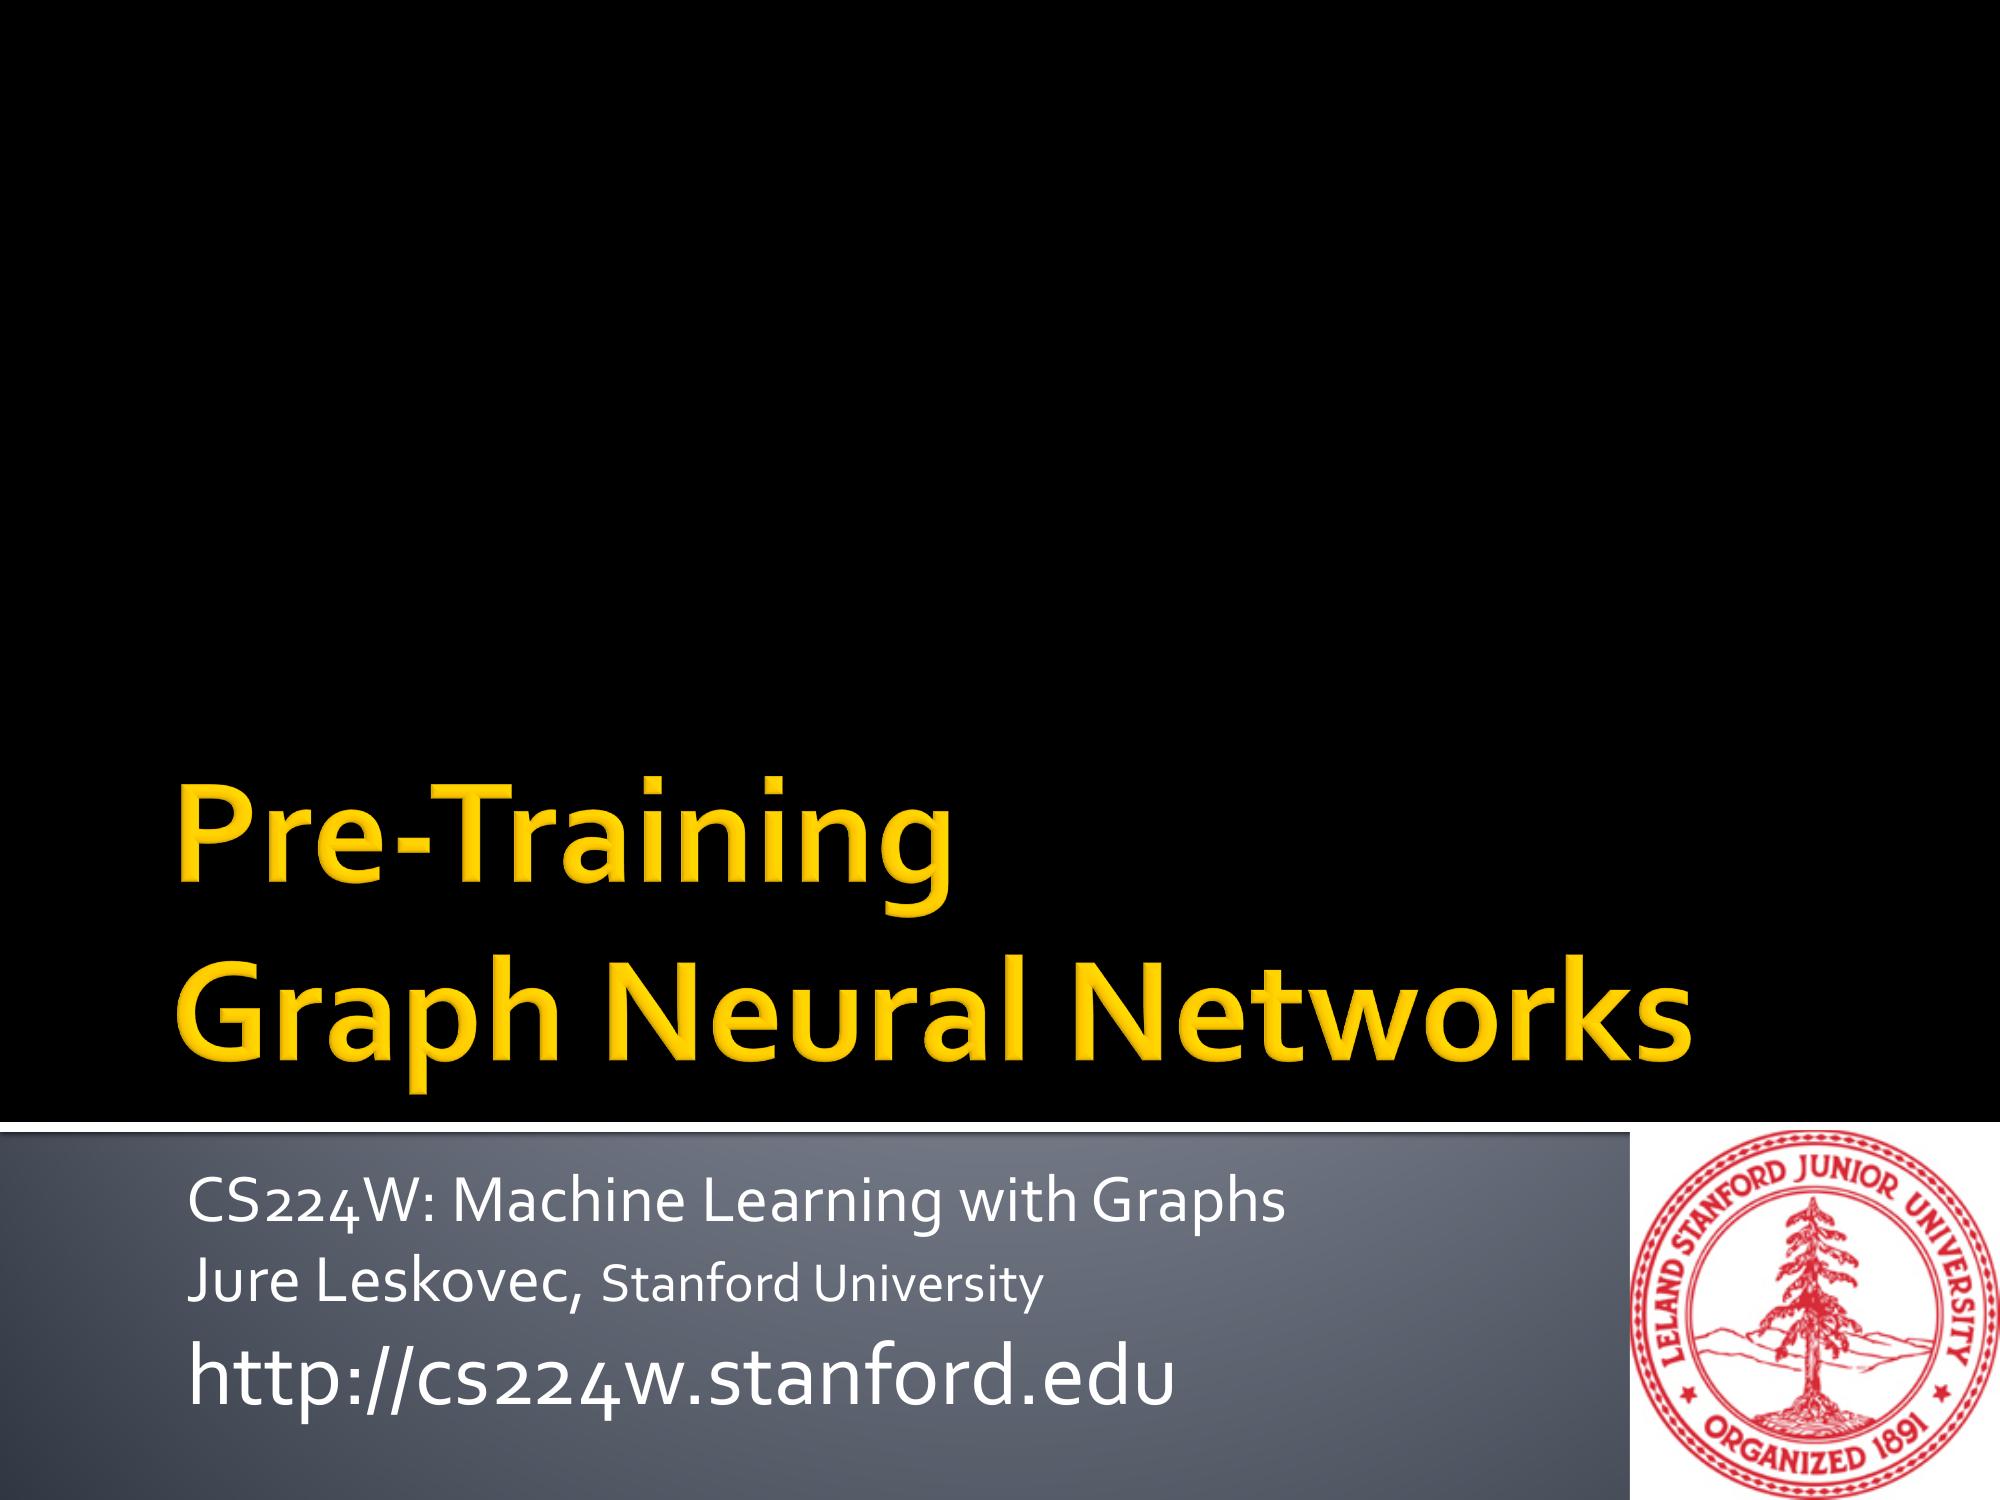 Pre-Training
Graph Neural Networks
CS224W: Machine Learning with Graphs
Jure Leskovec, Stanford University
http://cs224w.stanford.edu
LELAND STANFORD JUNIOR UNIVERSITY
ORGANIZED 1891